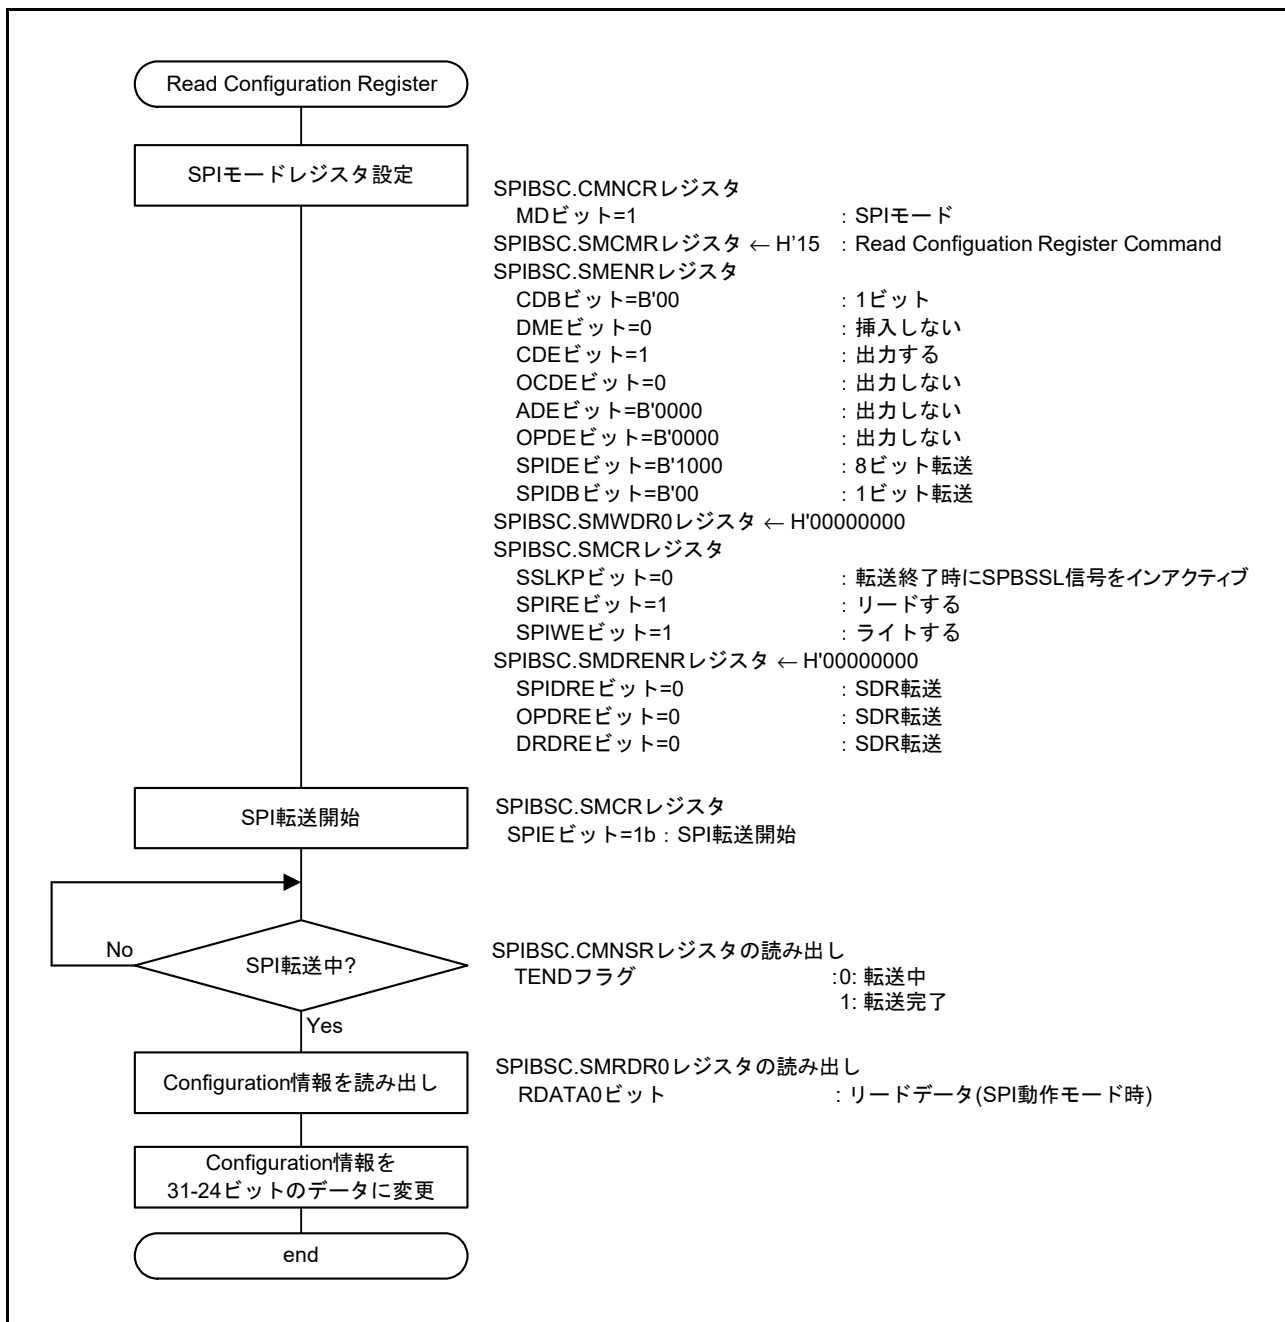 Read Configuration Register
SPIモードレジスタ設定
SPIBSC.CMNCRレジスタ
MDビット=1 : SPIモード
SPIBSC.SMCMRレジスタ ← H'15 : Read Configuation Register Command
SPIBSC.SMENRレジスタ
CDBビット=B'00 : 1ビット
DMEビット=0 : 挿入しない
CDEビット=1 : 出力する
OCDEビット=0 : 出力しない
ADEビット=B'0000 : 出力しない
OPDEビット=B'0000 : 出力しない
SPIDEビット=B'1000 : 8ビット転送
SPIDBビット=B'00 : 1ビット転送
SPIBSC.SMWDR0レジスタ ← H'00000000
SPIBSC.SMCRレジスタ
SSLKPビット=0 : 転送終了時にSPBSSL信号をインアクティブ
SPIREビット=1 : リードする
SPIWEビット=1 : ライトする
SPIBSC.SMDRENRレジスタ ← H'00000000
SPIDREビット=0 : SDR転送
OPDREビット=0 : SDR転送
DRDREビット=0 : SDR転送
SPI転送開始
SPIBSC.SMCRレジスタ
SPIEビット=1b : SPI転送開始
No
SPI転送中?
SPIBSC.CMNSRレジスタの読み出し
TENDフラグ :0: 転送中
1: 転送完了
Yes
Configuration情報を読み出し
SPIBSC.SMRDR0レジスタの読み出し
RDATA0ビット : リードデータ(SPI動作モード時)
Configuration情報を
31-24ビットのデータに変更
end